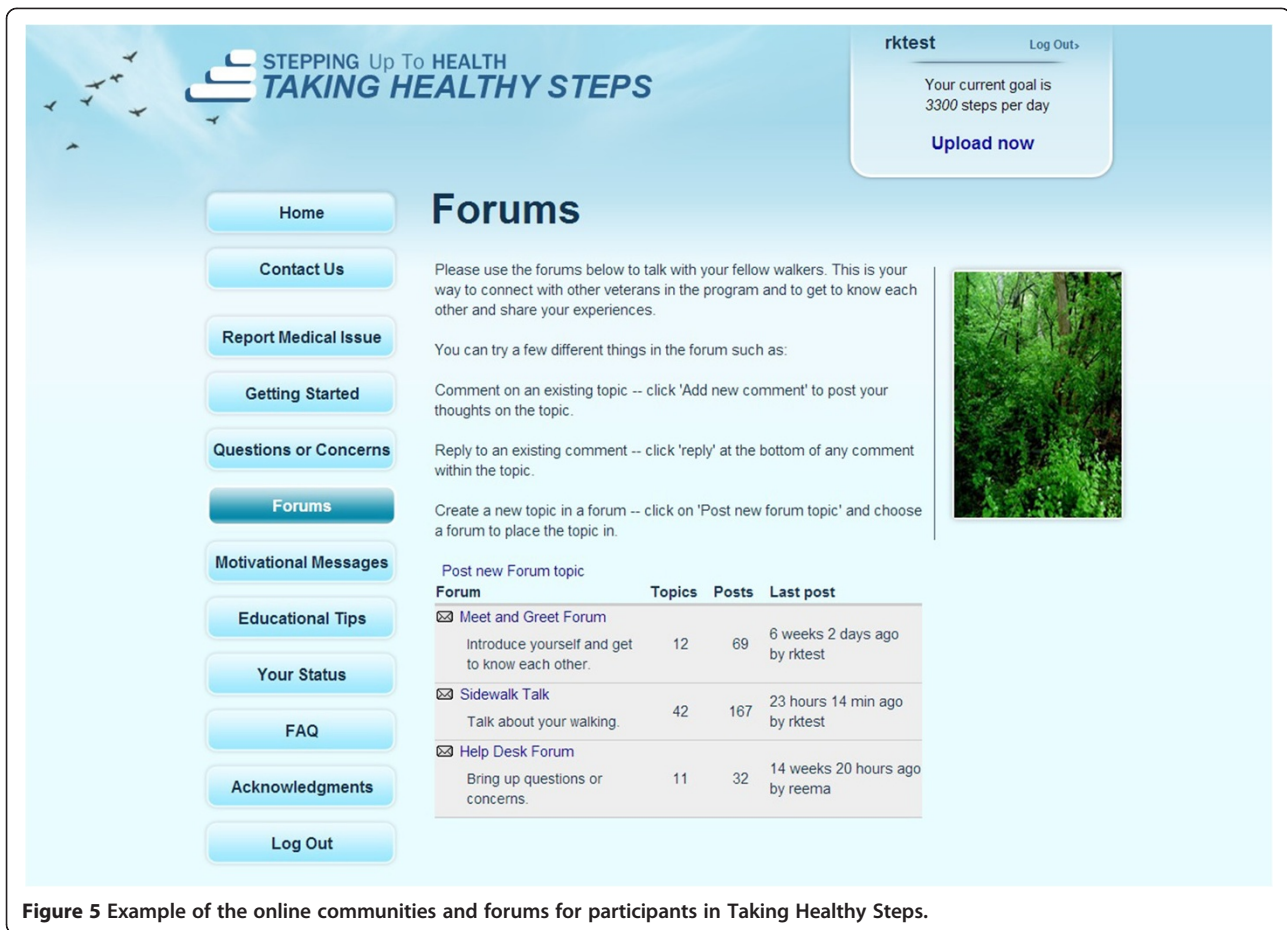 STEPPING Up To HEALTH
TAKING HEALTHY STEPS
rktest Log Out›
Your current goal is
3300 steps per day
Upload now
Home
Contact Us
Report Medical Issue
Getting Started
Questions or Concerns
Forums
Motivational Messages
Educational Tips
Your Status
FAQ
Acknowledgments
Log Out
Forums
Please use the forums below to talk with your fellow walkers. This is your
way to connect with other veterans in the program and to get to know each
other and share your experiences.
You can try a few different things in the forum such as:
Comment on an existing topic -- click 'Add new comment' to post your
thoughts on the topic.
Reply to an existing comment -- click 'reply' at the bottom of any comment
within the topic.
Create a new topic in a forum -- click on 'Post new forum topic' and choose
a forum to place the topic in.
Post new Forum topic
Forum Topics Posts Last post
Meet and Greet Forum
Introduce yourself and get
to know each other.
12 69
6 weeks 2 days ago
by rktest
Sidewalk Talk
Talk about your walking.
42 167
23 hours 14 min ago
by rktest
Help Desk Forum
Bring up questions or
concerns.
11 32
14 weeks 20 hours ago
by reema
Figure 5 Example of the online communities and forums for participants in Taking Healthy Steps.